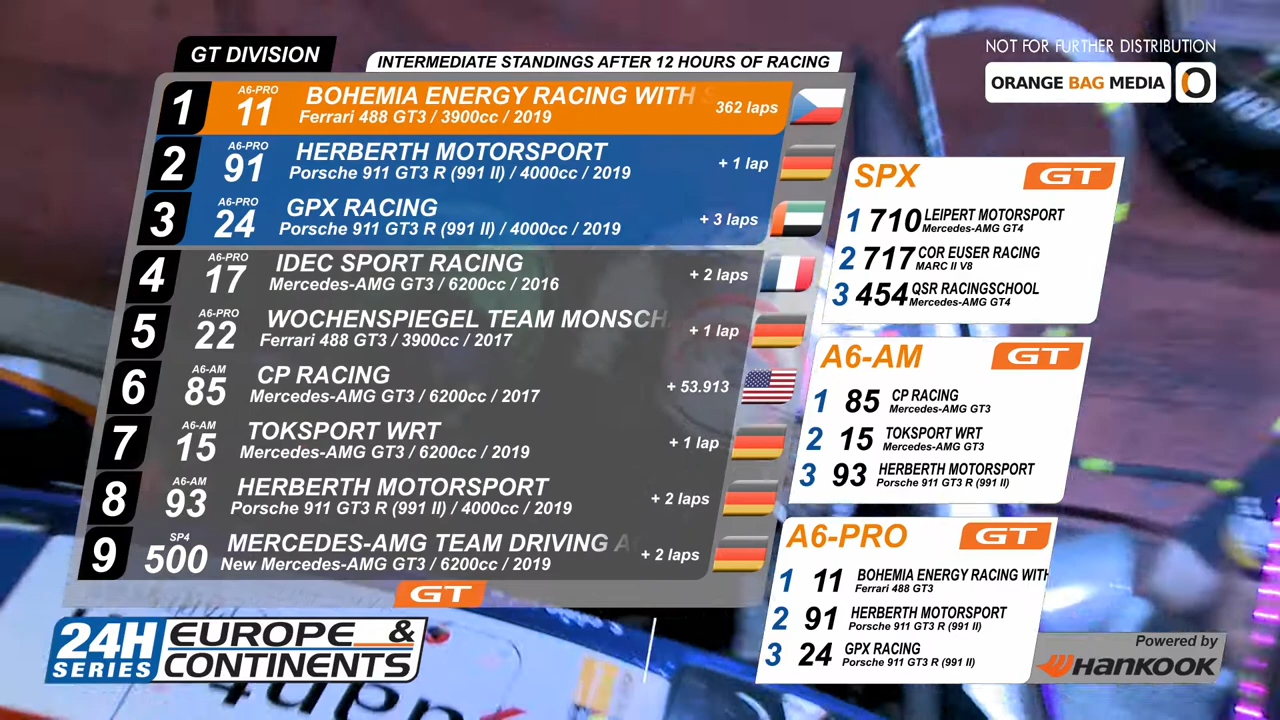 GT DIVISION
INTERMEDIATE STANDINGS AFTER 12 HOURS OF RACING
NOT FOR FURTHER DISTRIBUTION
ORANGE BAG MEDIA
1 A6-PRO 11 BOHEMIA ENERGY RACING WITH 362 laps
Ferrari 488 GT3 / 3900cc / 2019
2 A6-PRO 91 HERBERTH MOTORSPORT + 1 lap
Porsche 911 GT3 R (991 II) / 4000cc / 2019
3 A6-PRO 24 GPX RACING + 3 laps
Porsche 911 GT3 R (991 II) / 4000cc / 2019
4 A6-PRO 17 IDEC SPORT RACING + 2 laps
Mercedes-AMG GT3 / 6200cc / 2016
5 A6-PRO 22 WOCHENSPIEGEL TEAM MONSCH + 1 lap
Ferrari 488 GT3 / 3900cc / 2017
6 A6-AM 85 CP RACING + 53.913
Mercedes-AMG GT3 / 6200cc / 2017
7 A6-AM 15 TOKSPORT WRT + 1 lap
Mercedes-AMG GT3 / 6200cc / 2019
8 A6-AM 93 HERBERTH MOTORSPORT + 2 laps
Porsche 911 GT3 R (991 II) / 4000cc / 2019
9 SP4 500 MERCEDES-AMG TEAM DRIVING A + 2 laps
New Mercedes-AMG GT3 / 6200cc / 2019
GT
SPX GT
1 710 LEIPERT MOTORSPORT
Mercedes-AMG GT4
2 717 COR EUSER RACING
MARC II V8
3 454 QSR RACINGSCHOOL
Mercedes-AMG GT4
A6-AM GT
1 85 CP RACING
Mercedes-AMG GT3
2 15 TOKSPORT WRT
Mercedes-AMG GT3
3 93 HERBERTH MOTORSPORT
Porsche 911 GT3 R (991 II)
A6-PRO GT
1 11 BOHEMIA ENERGY RACING WITH
Ferrari 488 GT3
2 91 HERBERTH MOTORSPORT
Porsche 911 GT3 R (991 II)
3 24 GPX RACING
Porsche 911 GT3 R (991 II)
24H SERIES EUROPE & CONTINENTS
Powered by
HANKOOK